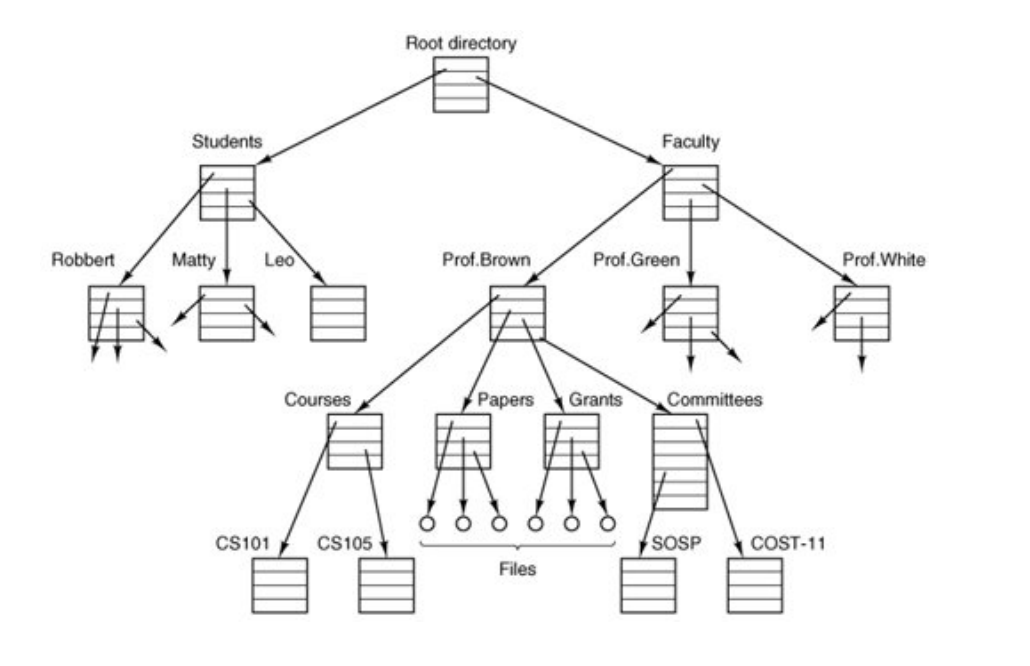 Root directory
Students
Faculty
Robbert
Matty
Leo
Prof.Brown
Prof.Green
Prof.White
Courses
Papers
Grants
Committees
CS101
CS105
SOSP
COST-11
Files